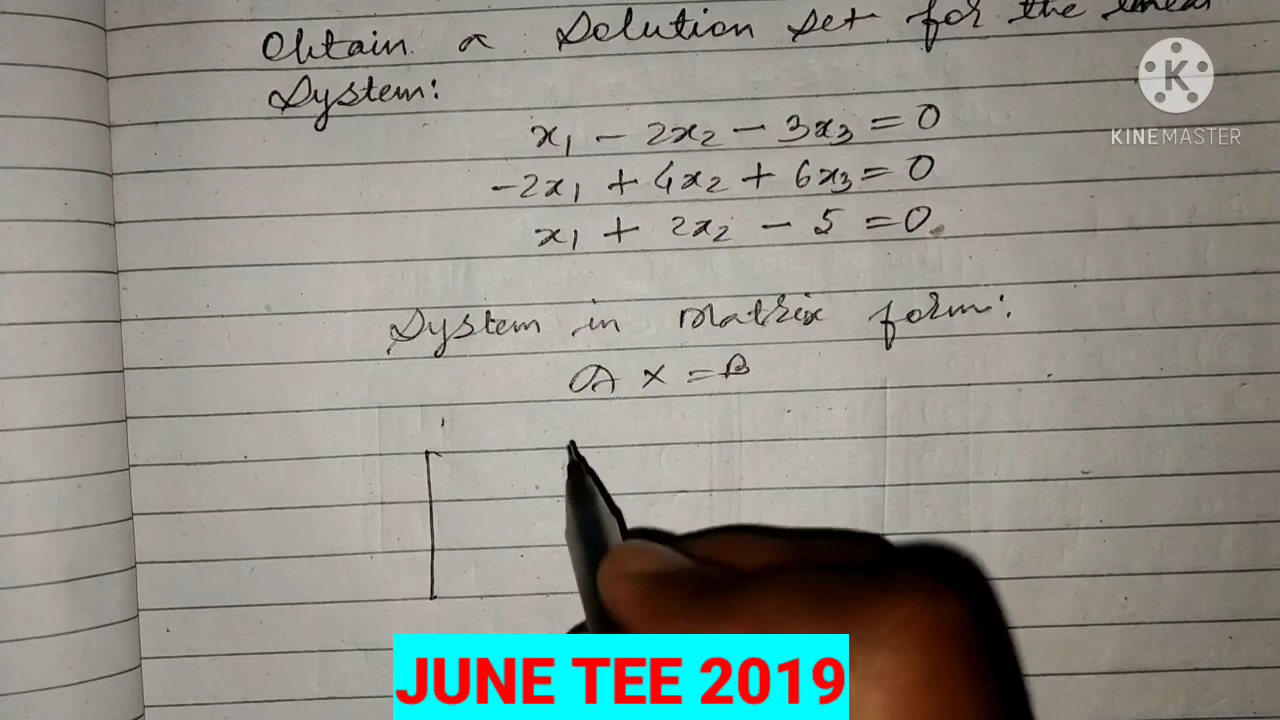 Obtain a solution set for the linear
KINEMASTER
System:
x₁ - 2x₂ - 3x₃ = 0
-2x₁ + 4x₂ + 6x₃ = 0
x₁ + 2x₂ - 5 = 0.
System in matrix form:
A X = B
JUNE TEE 2019